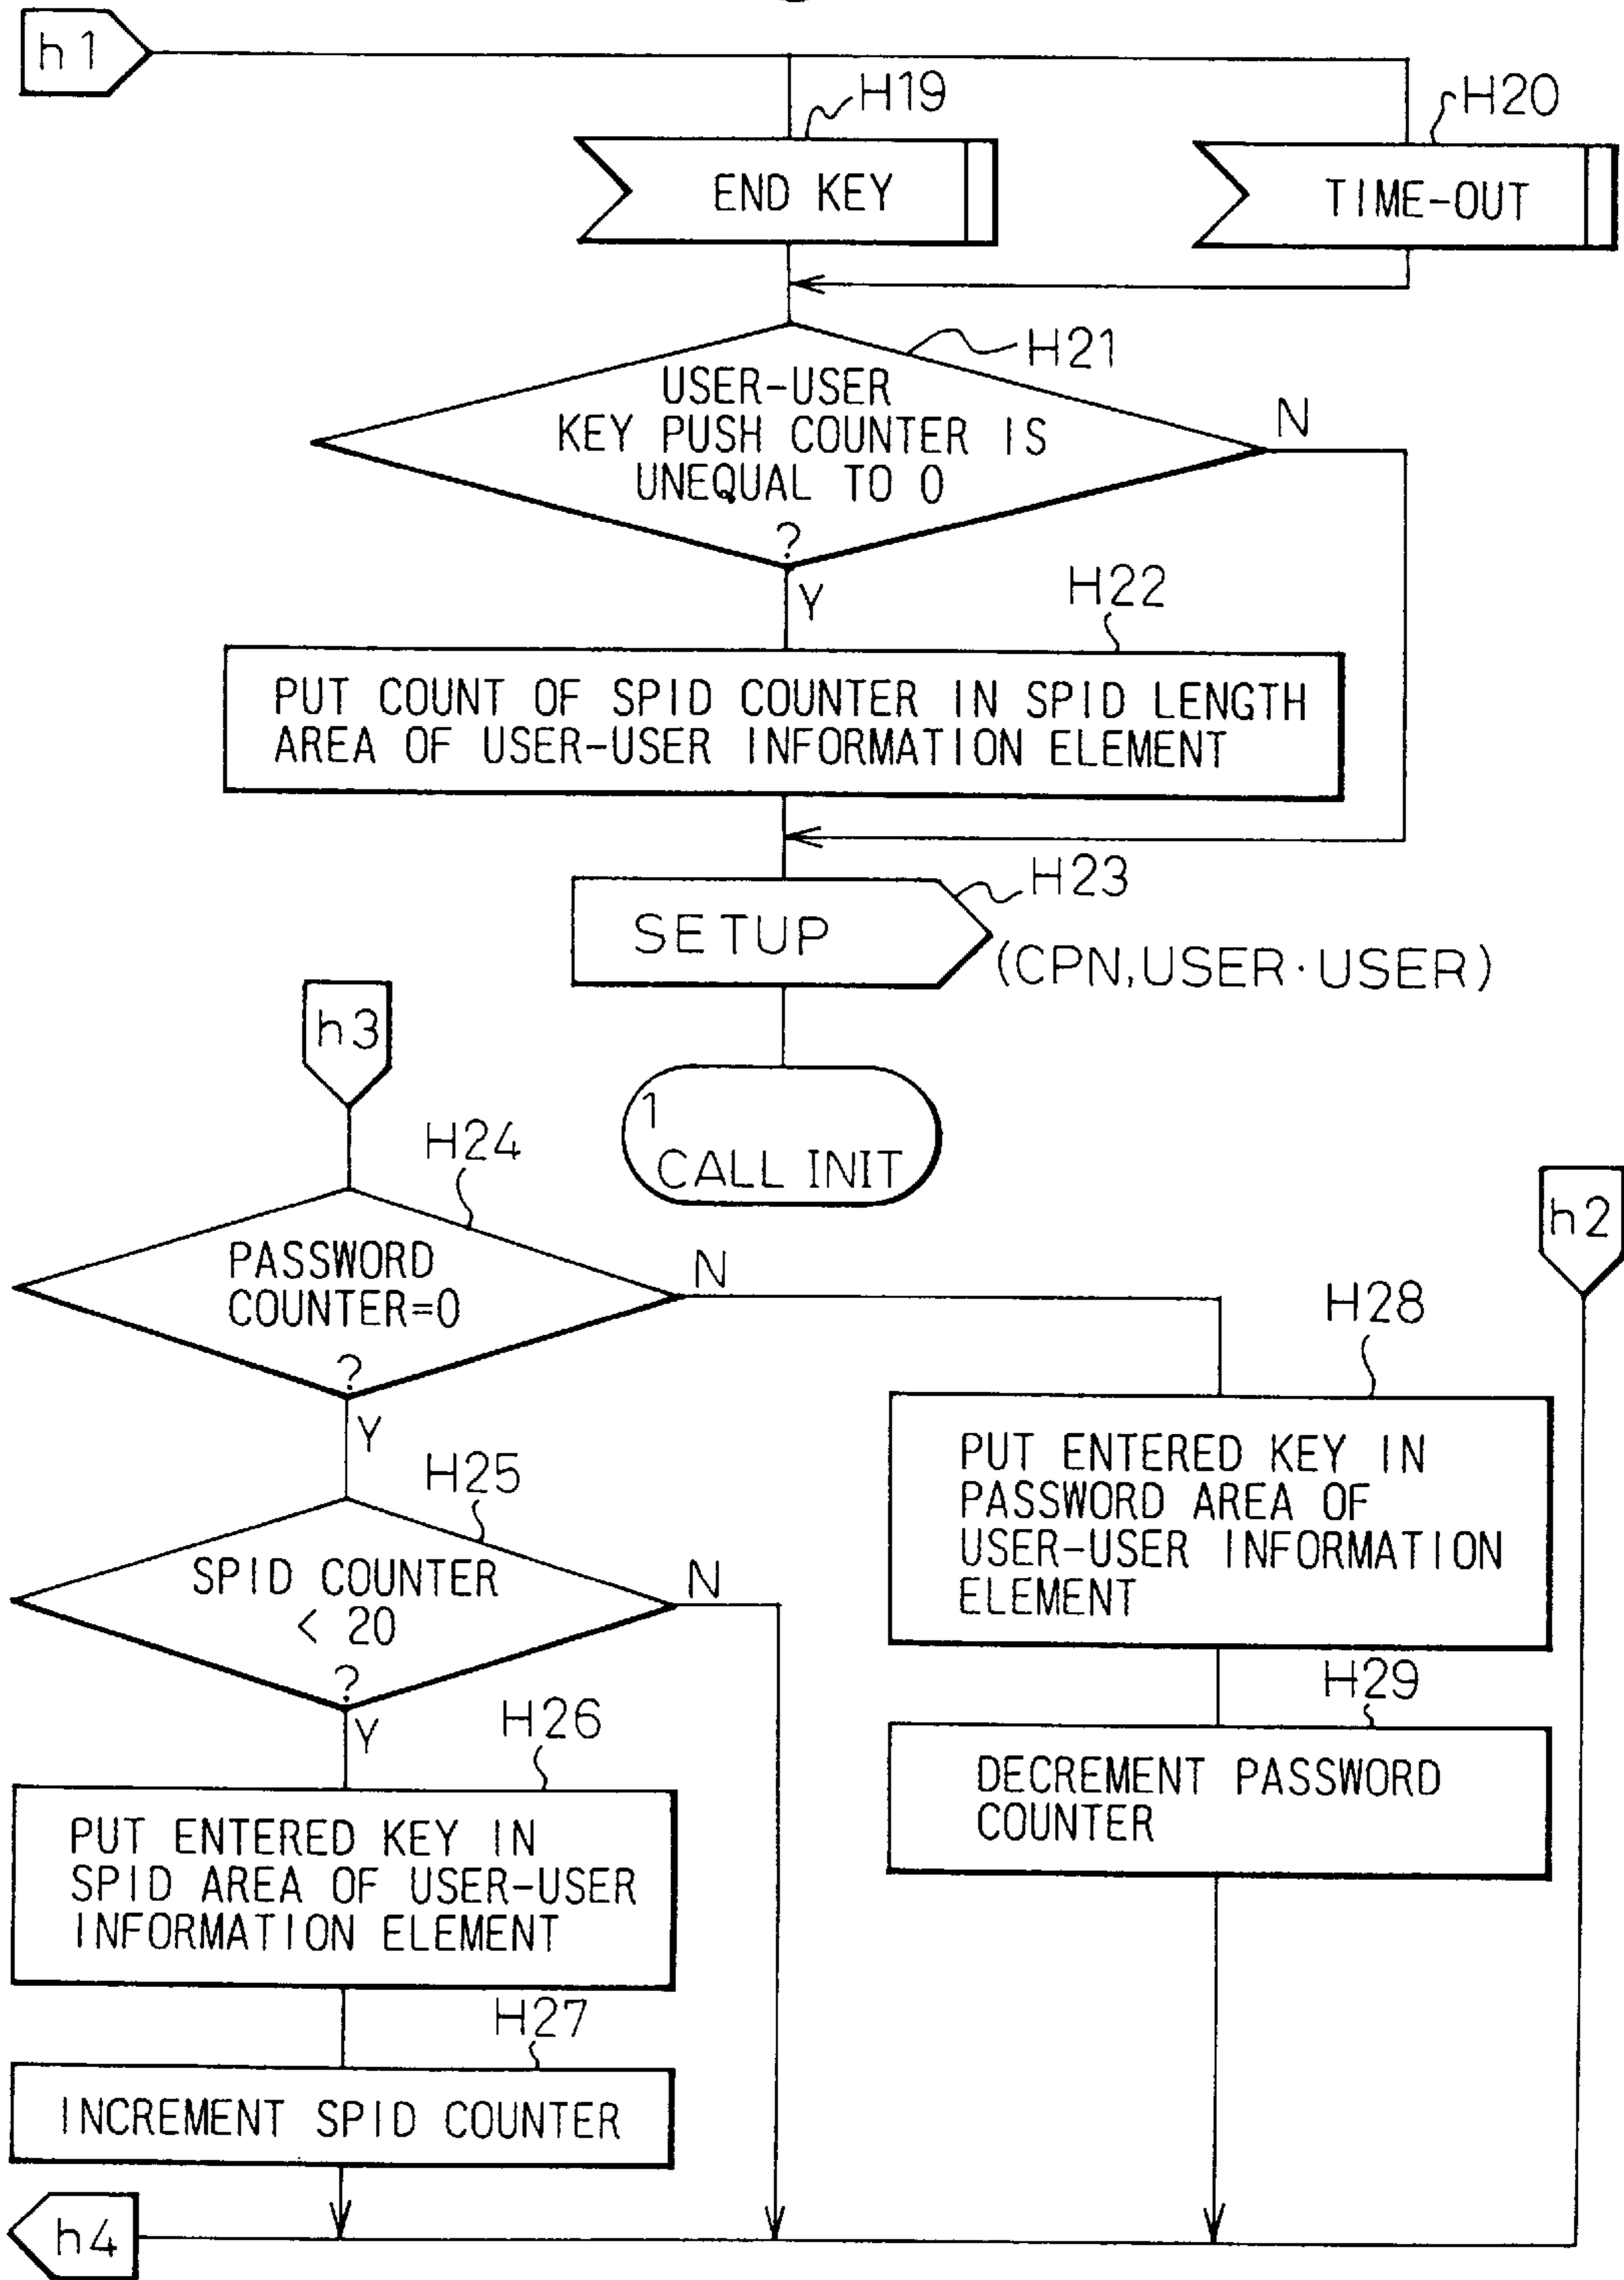 h1
H19
H20
END KEY
TIME-OUT
H21
USER-USER
KEY PUSH COUNTER IS
UNEQUAL TO 0
?
N
Y
H22
PUT COUNT OF SPID COUNTER IN SPID LENGTH
AREA OF USER-USER INFORMATION ELEMENT
H23
SETUP
(CPN,USER·USER)
1
CALL INIT
h3
H24
PASSWORD
COUNTER=0
?
N
Y
h2
H25
SPID COUNTER
< 20
?
N
Y
H28
PUT ENTERED KEY IN
PASSWORD AREA OF
USER-USER INFORMATION
ELEMENT
H29
DECREMENT PASSWORD
COUNTER
H26
PUT ENTERED KEY IN
SPID AREA OF USER-USER
INFORMATION ELEMENT
H27
INCREMENT SPID COUNTER
h4